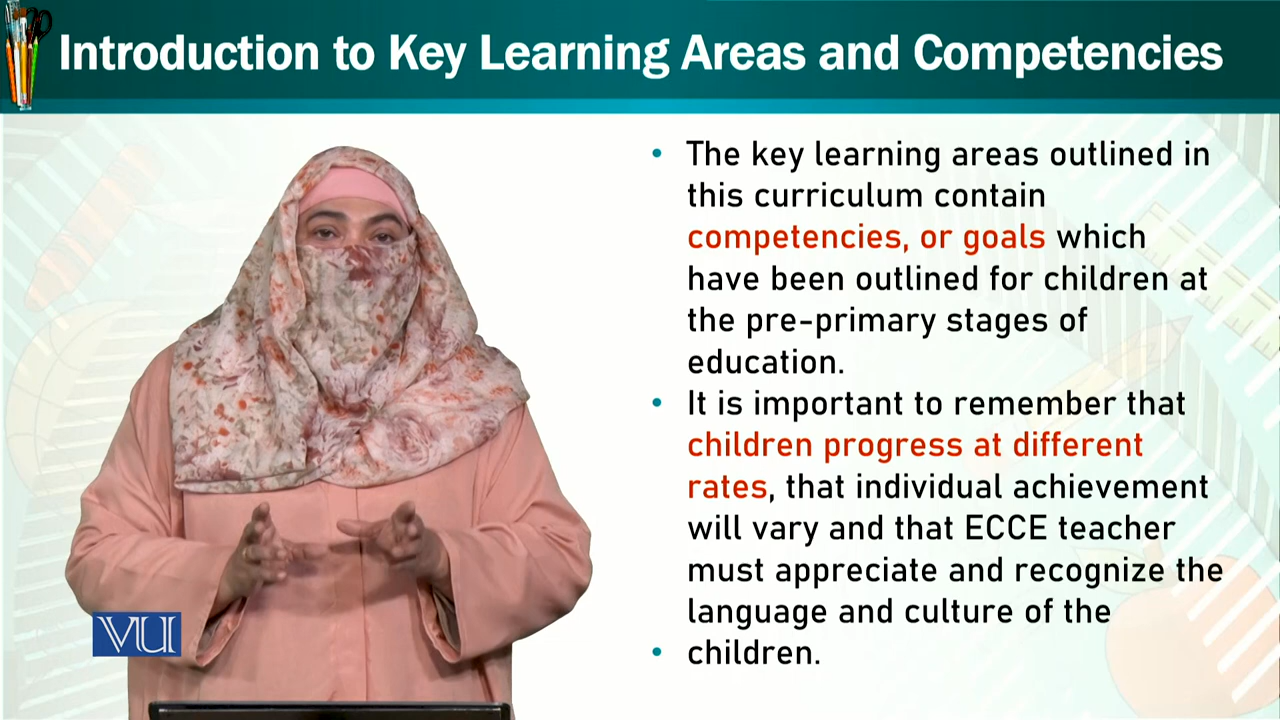 Introduction to Key Learning Areas and Competencies
• The key learning areas outlined in
this curriculum contain
competencies, or goals which
have been outlined for children at
the pre-primary stages of
education.
• It is important to remember that
children progress at different
rates, that individual achievement
will vary and that ECCE teacher
must appreciate and recognize the
language and culture of the
• children.
VU